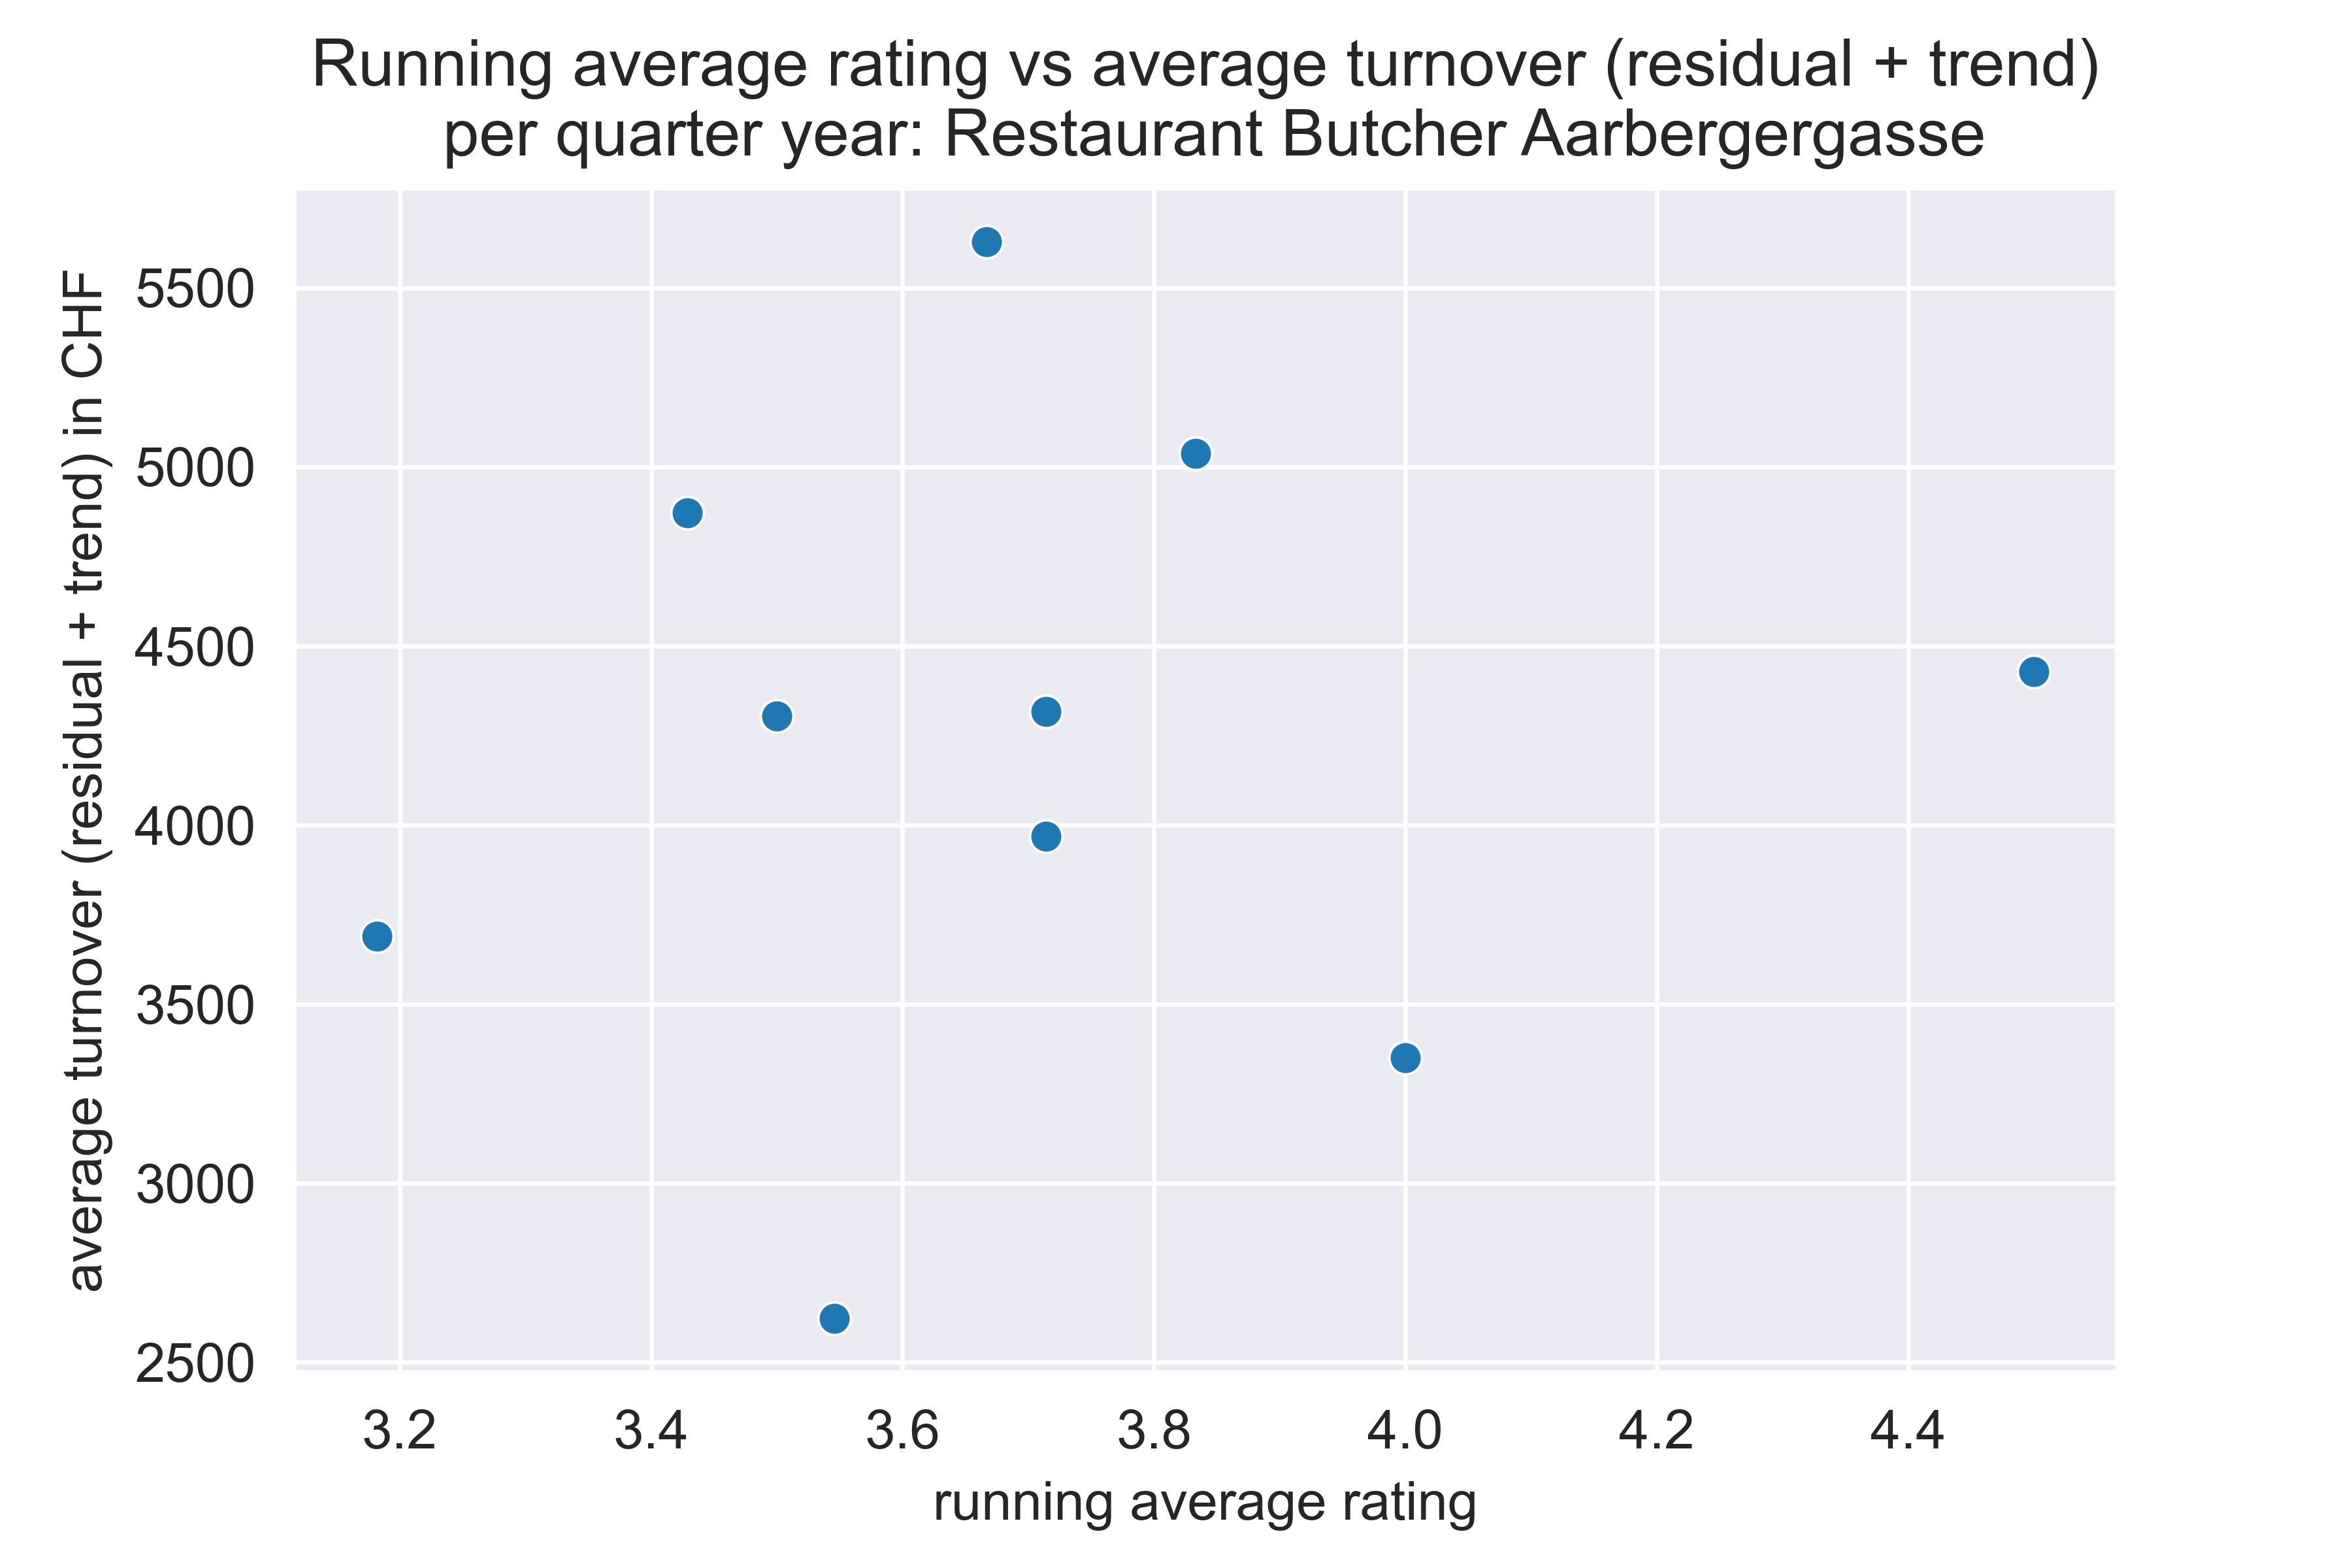 Running average rating vs average turnover (residual + trend)
per quarter year: Restaurant Butcher Aarbergergasse
average turnover (residual + trend) in CHF
5500
5000
4500
4000
3500
3000
2500
3.2 3.4 3.6 3.8 4.0 4.2 4.4
running average rating